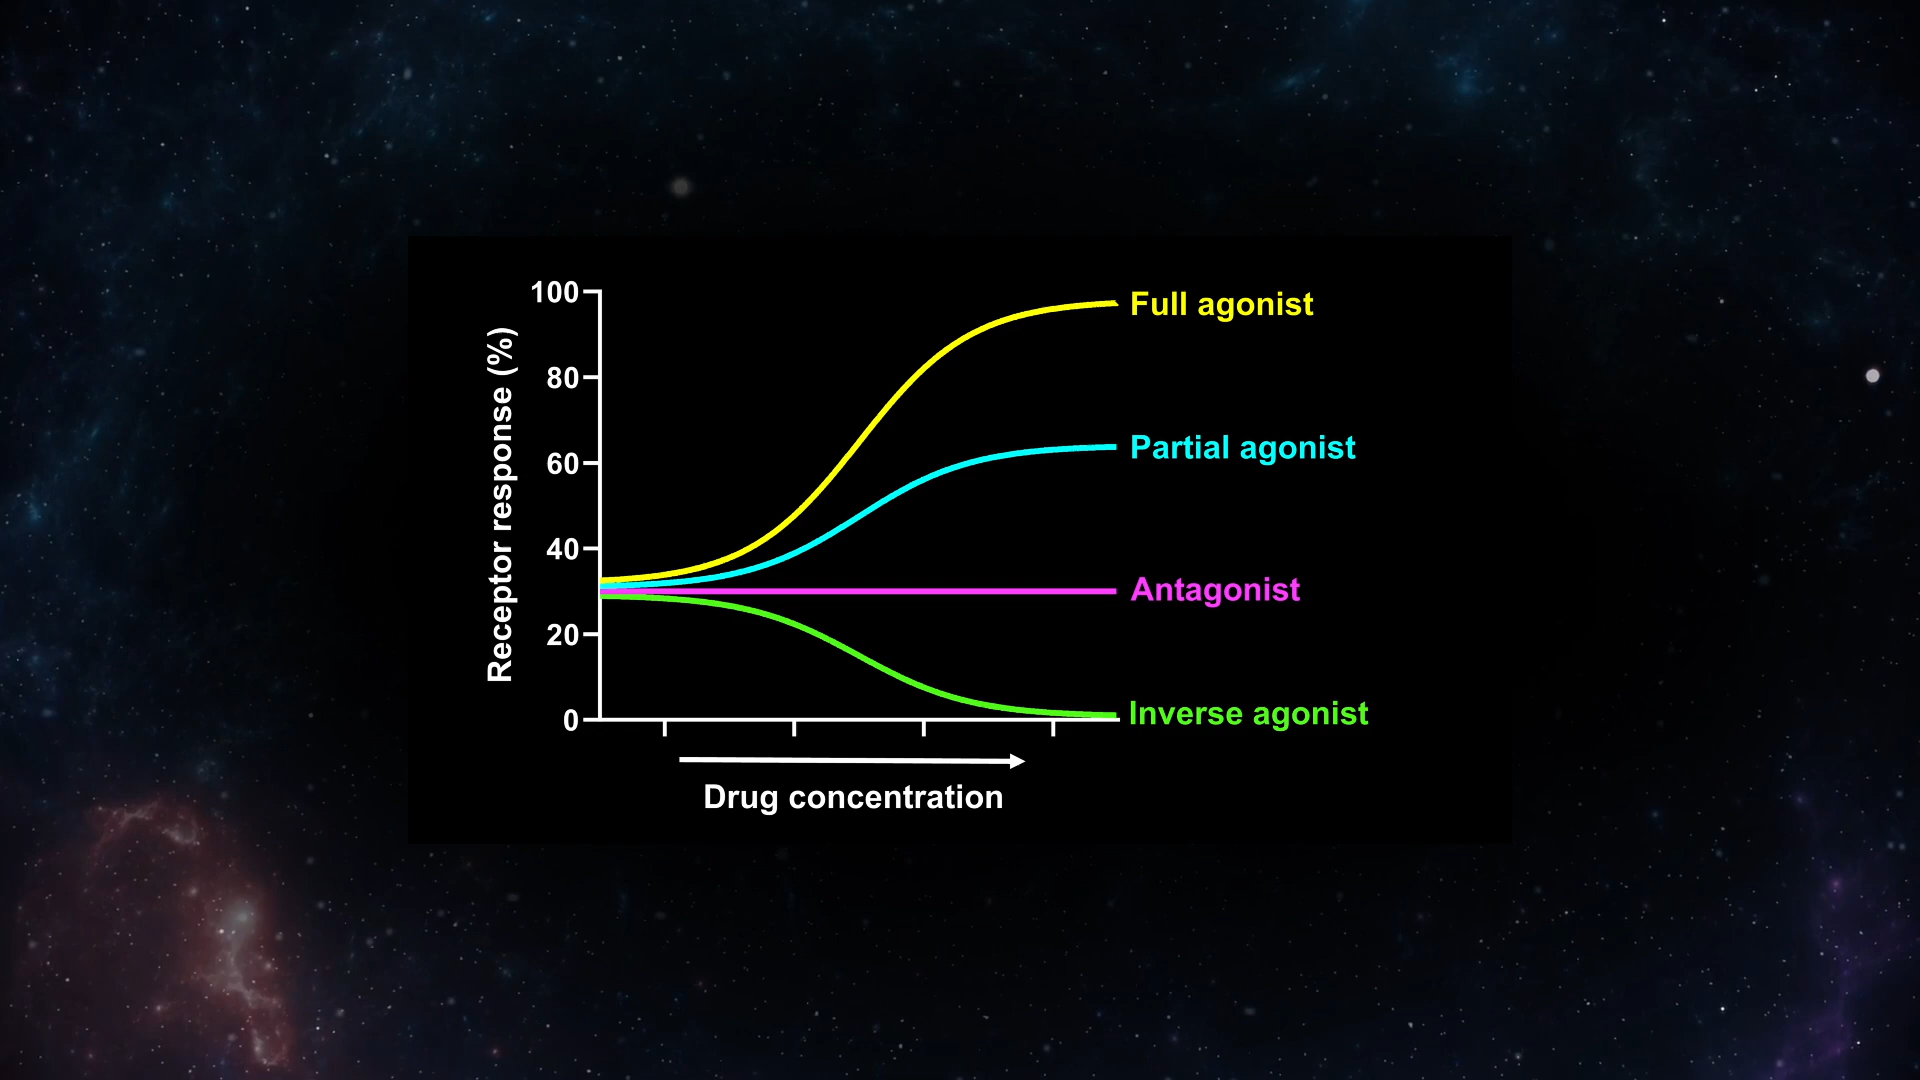 100
80
60
40
20
0
Receptor response (%)
Full agonist
Partial agonist
Antagonist
Inverse agonist
Drug concentration